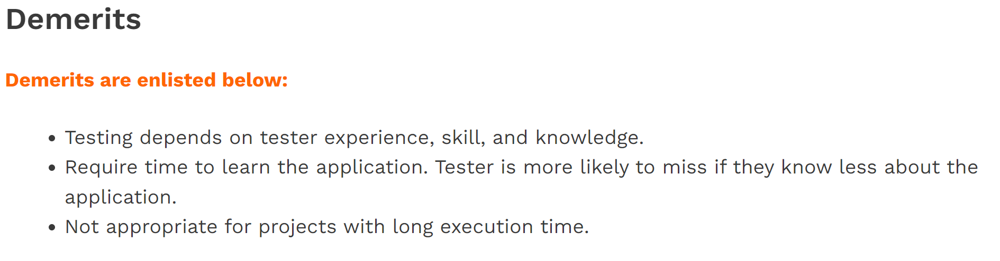 Demerits
Demerits are enlisted below:
• Testing depends on tester experience, skill, and knowledge.
• Require time to learn the application. Tester is more likely to miss if they know less about the
application.
• Not appropriate for projects with long execution time.